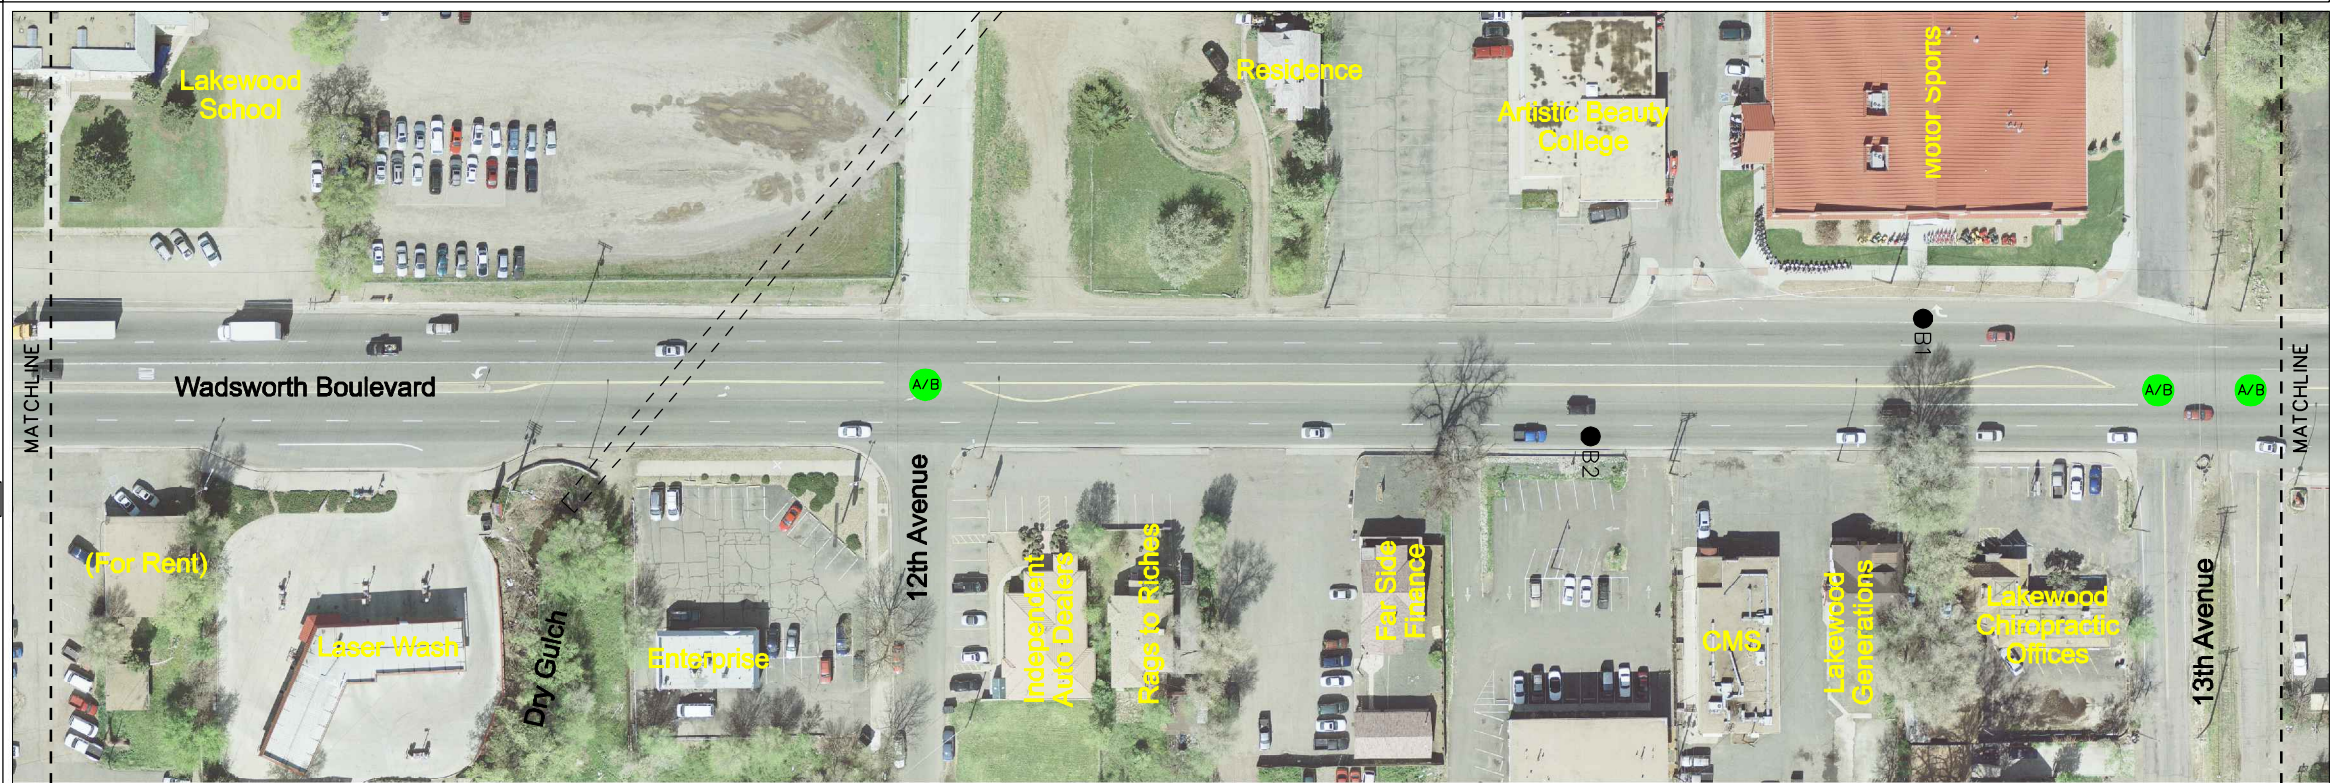 Lakewood
School
Residence
Artistic Beauty
College
Motor Sports
MATCHLINE
Wadsworth Boulevard
A/B
B1
A/B
A/B
MATCHLINE
B2
(For Rent)
Laser Wash
Dry Gulch
Enterprise
12th Avenue
Independent
Auto Dealers
Rags to Riches
Far Side
Finance
CMS
Lakewood
Generations
Lakewood
Chiropractic
Offices
13th Avenue